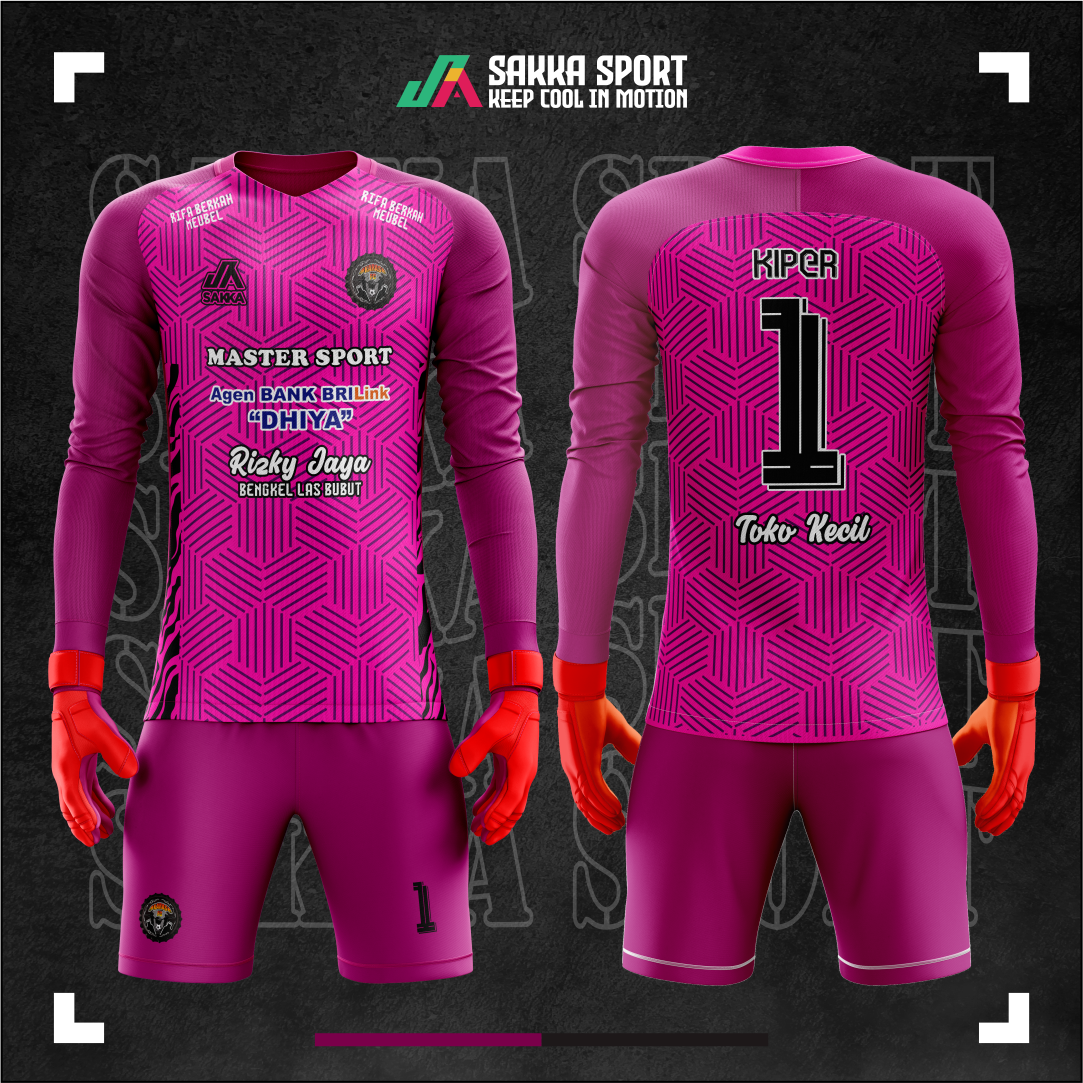 SAKKA SPORT
KEEP COOL IN MOTION
RIFA BERKAH
MEUBEL
RIFA BERKAH
MEUBEL
SAKKA
MASTER SPORT
Agen BANK BRILink
“DHIYA”
Rizky Jaya
BENGKEL LAS BUBUT
1
KIPER
1
Toko Kecil